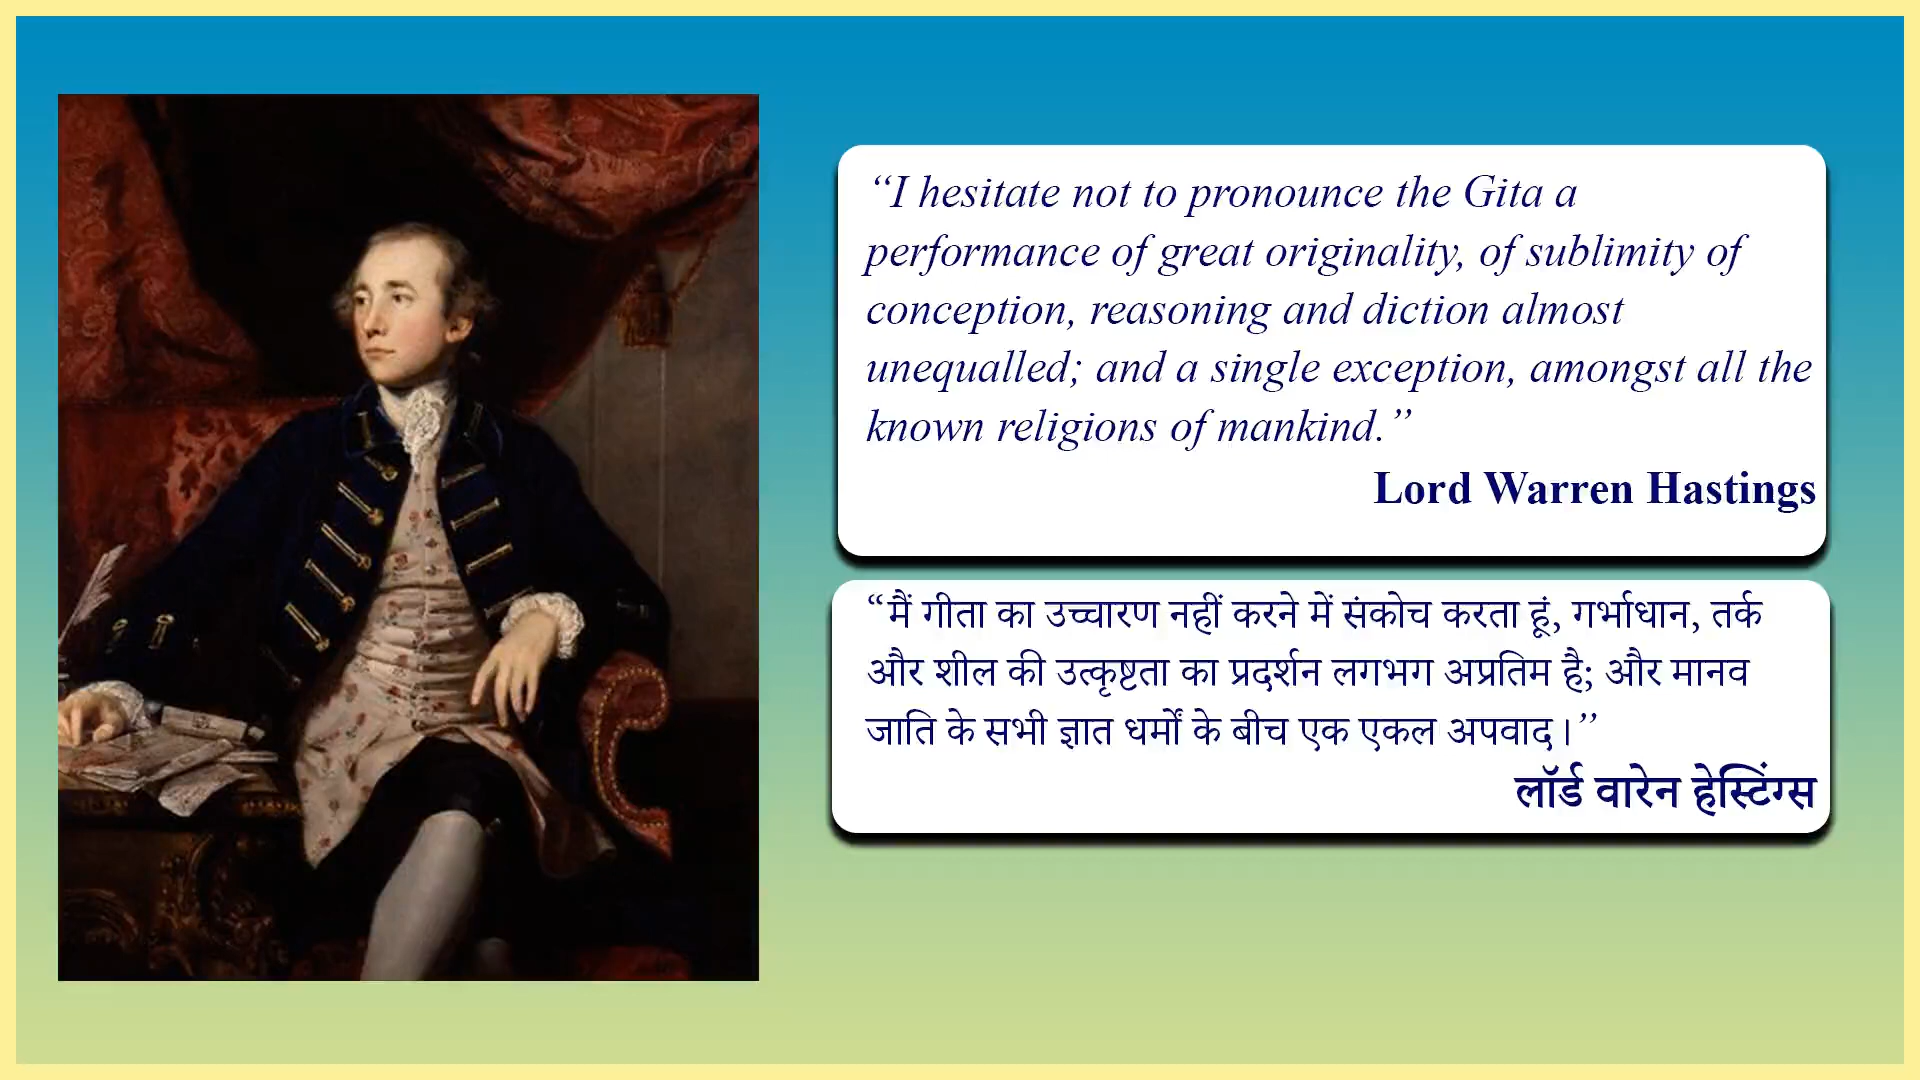 “I hesitate not to pronounce the Gita a
performance of great originality, of sublimity of
conception, reasoning and diction almost
unequalled; and a single exception, amongst all the
known religions of mankind.”
Lord Warren Hastings
“मैं गीता का उच्चारण नहीं करने में संकोच करता हूं, गर्भाधान, तर्क
और शील की उत्कृष्टता का प्रदर्शन लगभग अप्रतिम है; और मानव
जाति के सभी ज्ञात धर्मों के बीच एक एकल अपवाद।”
लॉर्ड वारेन हेस्टिंग्स